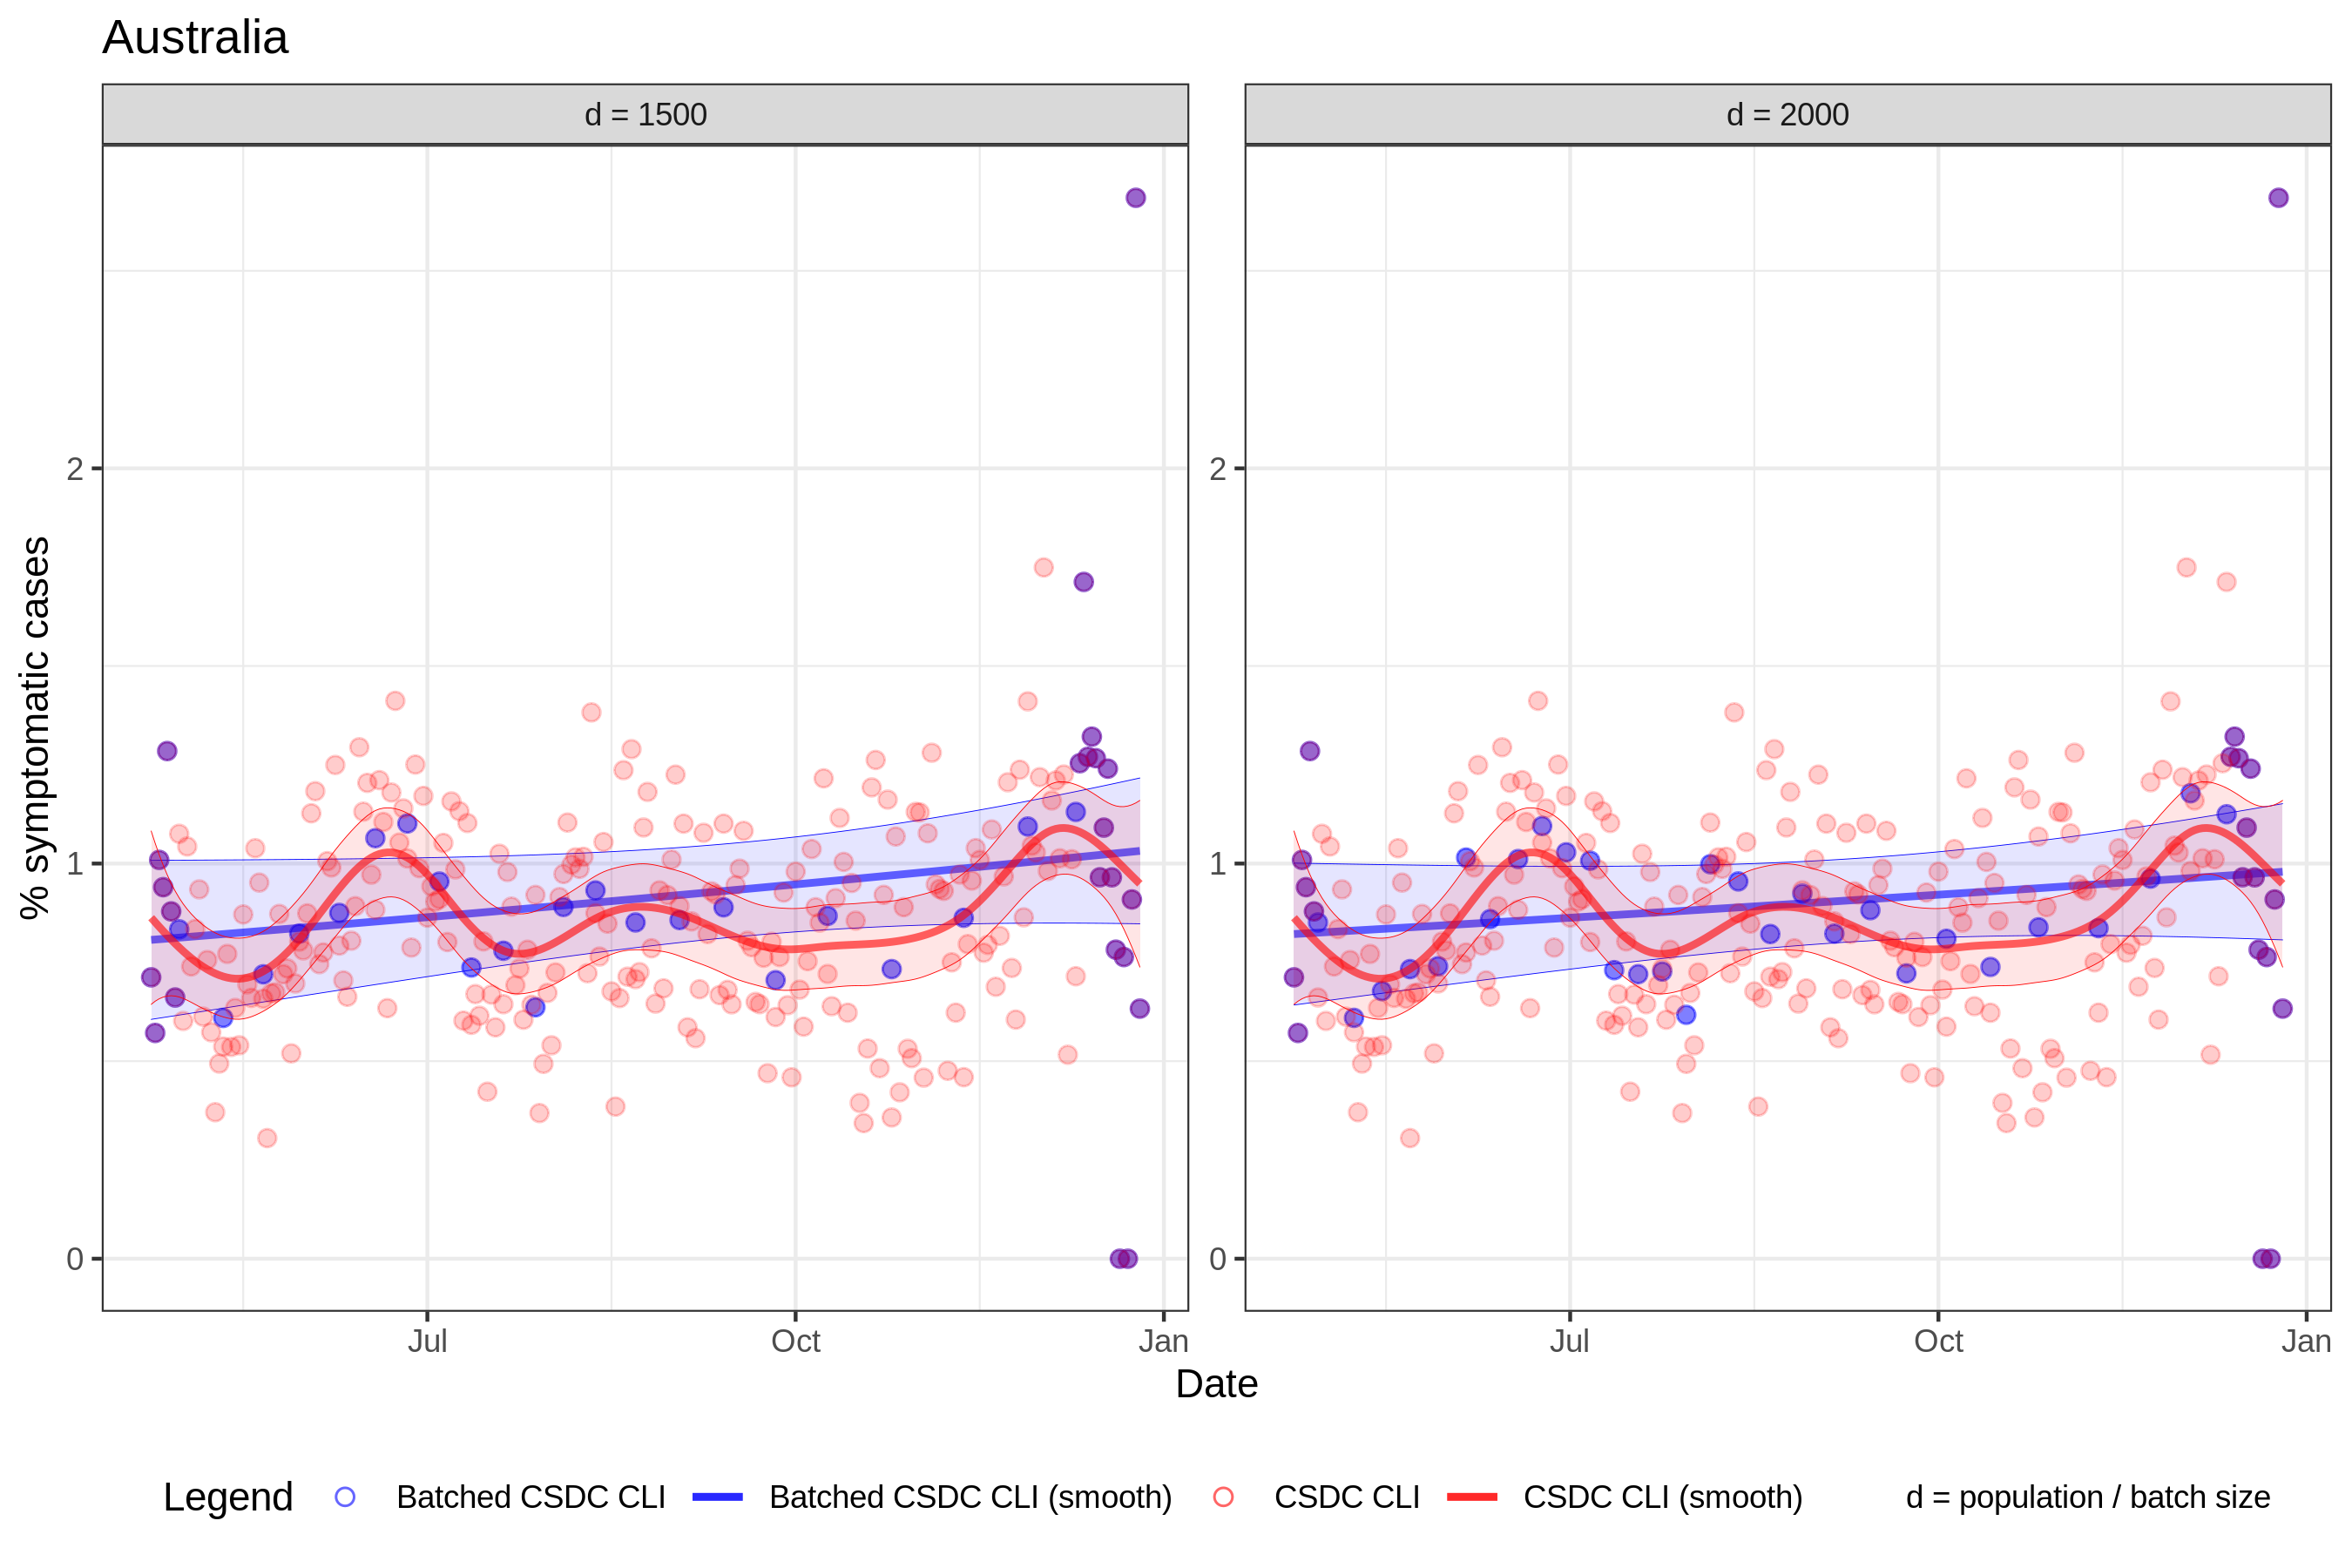 Australia
d = 1500
d = 2000
% symptomatic cases
2
1
0
2
1
0
Jul
Oct
Jan
Jul
Oct
Jan
Date
Legend Batched CSDC CLI Batched CSDC CLI (smooth) CSDC CLI CSDC CLI (smooth) d = population / batch size